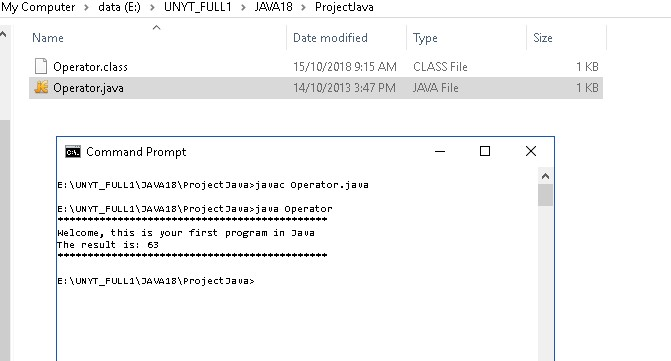 My Computer > data (E:) > UNYT_FULL1 > JAVA18 > ProjectJava
Name Date modified Type Size
Operator.class 15/10/2018 9:15 AM CLASS File 1 KB
Operator.java 14/10/2013 3:47 PM JAVA File 1 KB
Command Prompt
E:\UNYT_FULL1\JAVA18\ProjectJava>javac Operator.java
E:\UNYT_FULL1\JAVA18\ProjectJava>java Operator
*********************************************
Welcome, this is your first program in Java
The result is: 63
*********************************************
E:\UNYT_FULL1\JAVA18\ProjectJava>